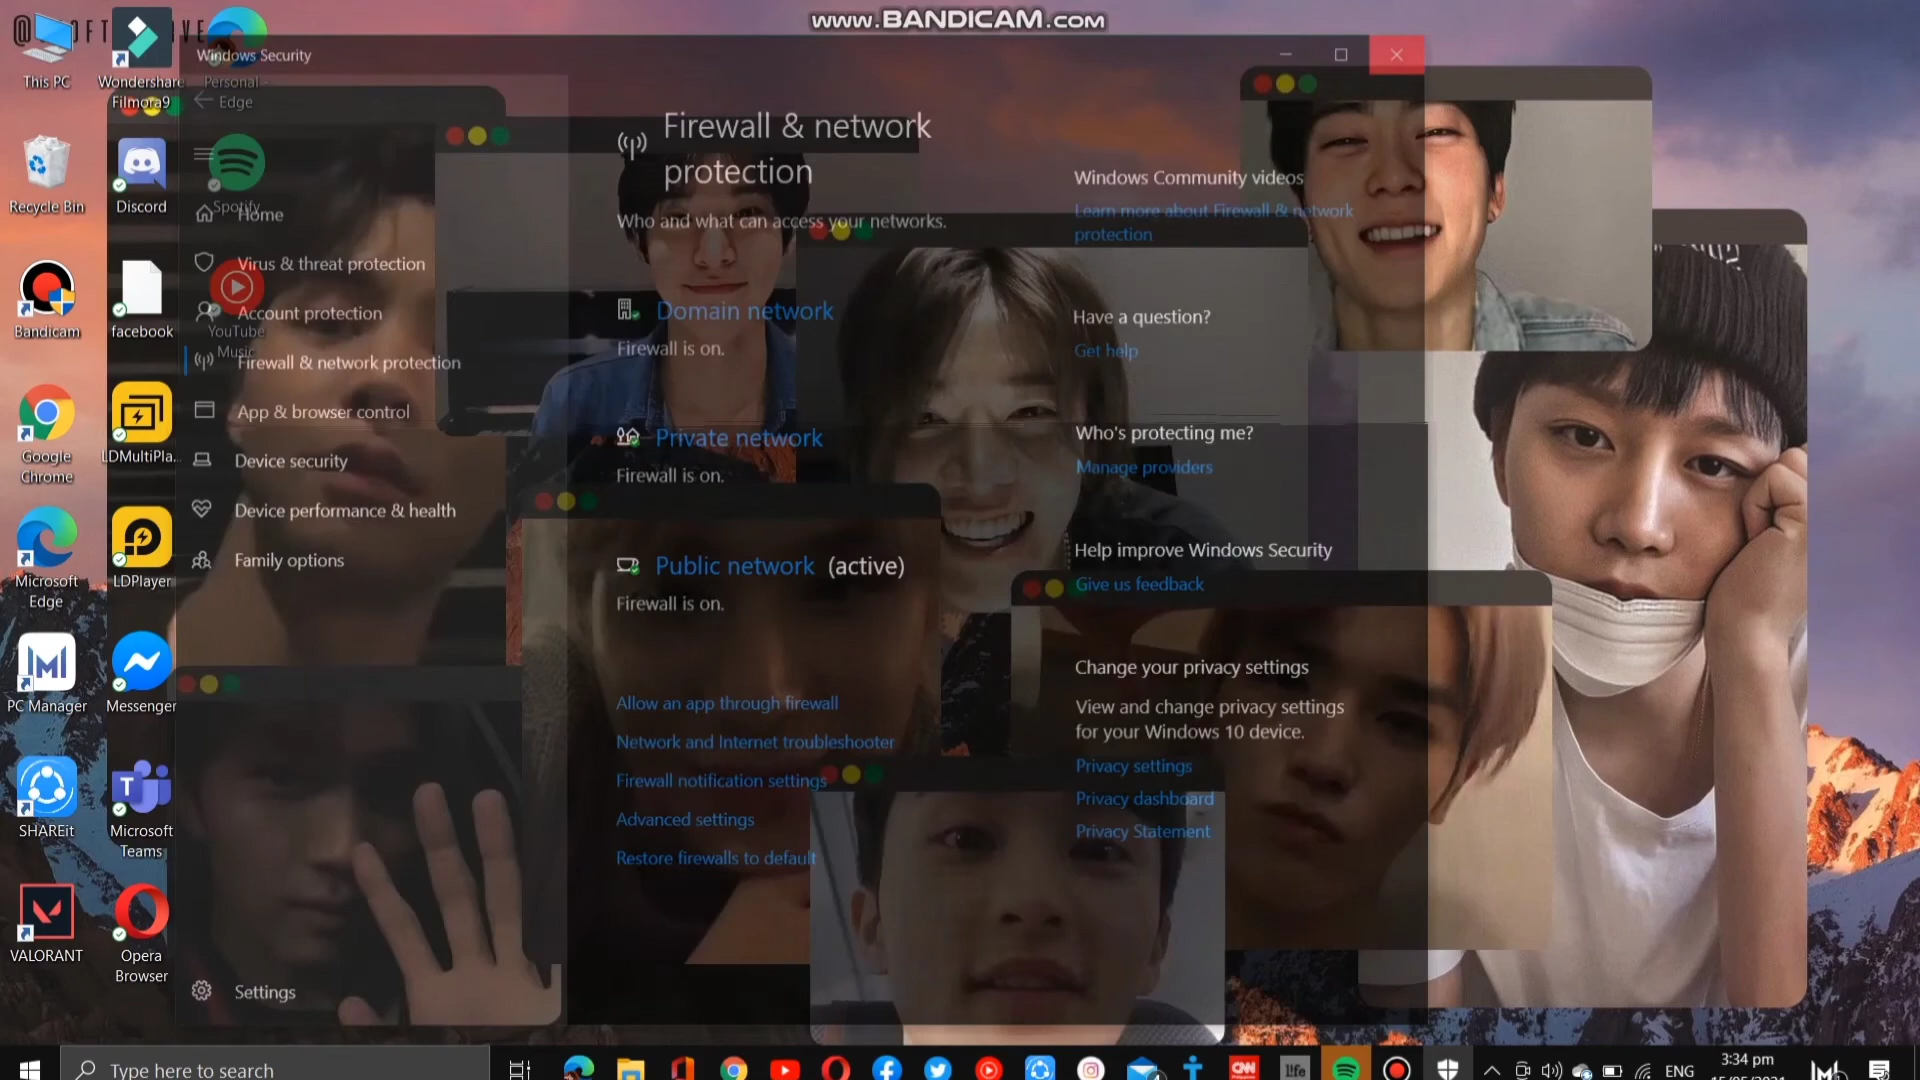 www.BANDICAM.com
Windows Security
Firewall & network
protection
Who and what can access your networks.
Domain network
Firewall is on.
Private network
Firewall is on.
Public network (active)
Firewall is on.
Allow an app through firewall
Network and Internet troubleshooter
Firewall notification settings
Advanced settings
Restore firewalls to default
Windows Community videos
Learn more about Firewall & network
protection
Have a question?
Get help
Who's protecting me?
Manage providers
Help improve Windows Security
Give us feedback
Change your privacy settings
View and change privacy settings
for your Windows 10 device.
Privacy settings
Privacy dashboard
Privacy Statement
Home
Virus & threat protection
Account protection
Firewall & network protection
App & browser control
Device security
Device performance & health
Family options
Settings
This PC
Wondershare
Filmora9
Personal -
Edge
Recycle Bin
Discord
Spotify
Bandicam
facebook
YouTube
Music
Google
Chrome
LDMultiPla...
Microsoft
Edge
LDPlayer
PC Manager
Messenger
SHAREit
Microsoft
Teams
VALORANT
Opera
Browser
Type here to search
CNN
life
ENG
3:34 pm